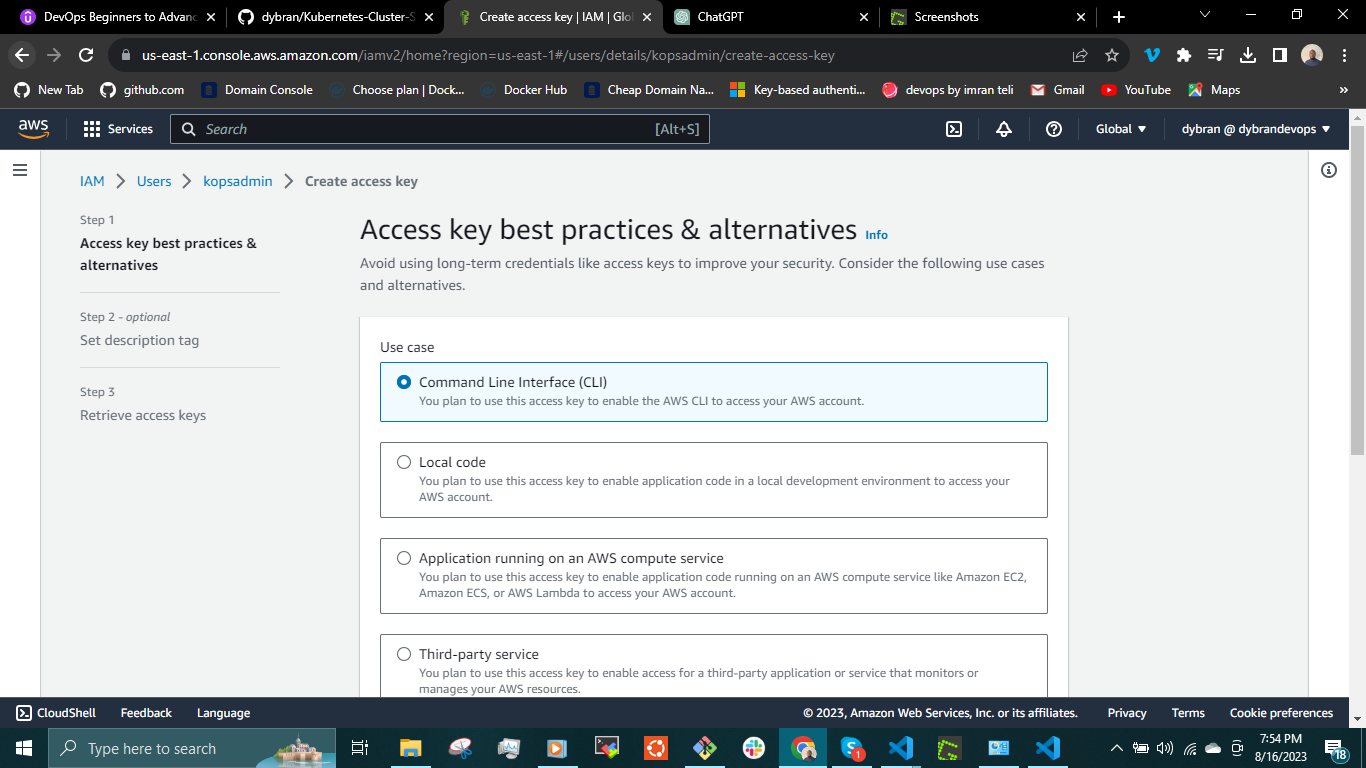 DevOps Beginners to Advanc
dybran/Kubernetes-Cluster-S
Create access key | IAM | Glo
ChatGPT
Screenshots
us-east-1.console.aws.amazon.com/iamv2/home?region=us-east-1#/users/details/kopsadmin/create-access-key
New Tab
github.com
Domain Console
Choose plan | Dock...
Docker Hub
Cheap Domain Na...
Key-based authenti...
devops by imran teli
Gmail
YouTube
Maps
»
aws
Services
Search
[Alt+S]
Global
dybran @ dybrandevops
IAM
Users
kopsadmin
Create access key
Step 1
Access key best practices &
alternatives
Step 2 - optional
Set description tag
Step 3
Retrieve access keys
Access key best practices & alternatives Info
Avoid using long-term credentials like access keys to improve your security. Consider the following use cases
and alternatives.
Use case
Command Line Interface (CLI)
You plan to use this access key to enable the AWS CLI to access your AWS account.
Local code
You plan to use this access key to enable application code in a local development environment to access your
AWS account.
Application running on an AWS compute service
You plan to use this access key to enable application code running on an AWS compute service like Amazon EC2,
Amazon ECS, or AWS Lambda to access your AWS account.
Third-party service
You plan to use this access key to enable access for a third-party application or service that monitors or
manages your AWS resources.
CloudShell
Feedback
Language
© 2023, Amazon Web Services, Inc. or its affiliates.
Privacy
Terms
Cookie preferences
Type here to search
1
7:54 PM
8/16/2023
18